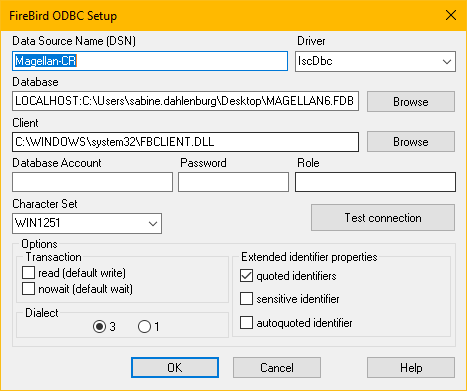 FireBird ODBC Setup
Data Source Name (DSN) Driver
Magellan-CR IscDbc
Database
LOCALHOST:C:\Users\sabine.dahlenburg\Desktop\MAGELLAN6.FDB Browse
Client
C:\WINDOWS\system32\FBCLIENT.DLL Browse
Database Account Password Role
Character Set
WIN1251 Test connection
Options
Transaction Extended identifier properties
read (default write) quoted identifiers
nowait (default wait) sensitive identifier
Dialect autoquoted identifier
3 1
OK Cancel Help